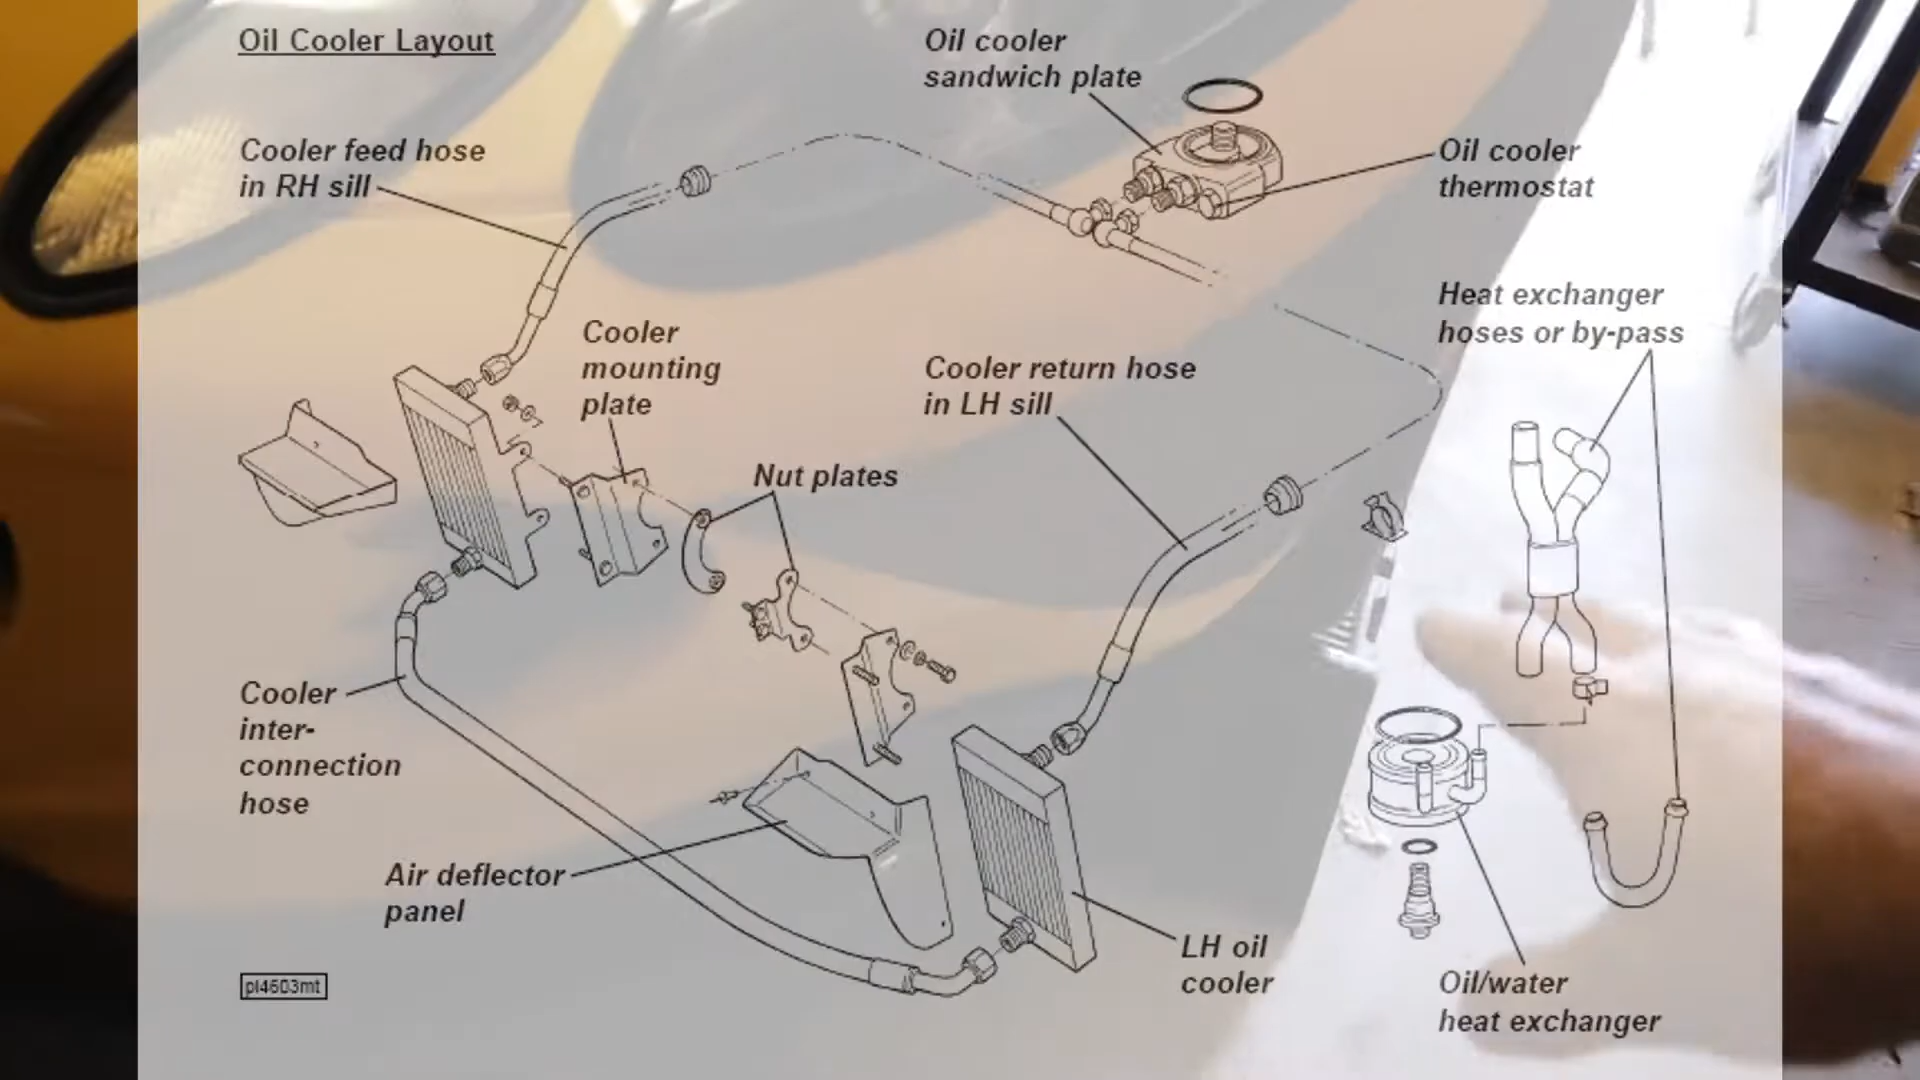 Oil Cooler Layout
Oil cooler
sandwich plate
Cooler feed hose
in RH sill
Oil cooler
thermostat
Heat exchanger
hoses or by-pass
Cooler
mounting
plate
Cooler return hose
in LH sill
Nut plates
Cooler
inter-
connection
hose
Air deflector
panel
LH oil
cooler
Oil/water
heat exchanger
pl4603mt